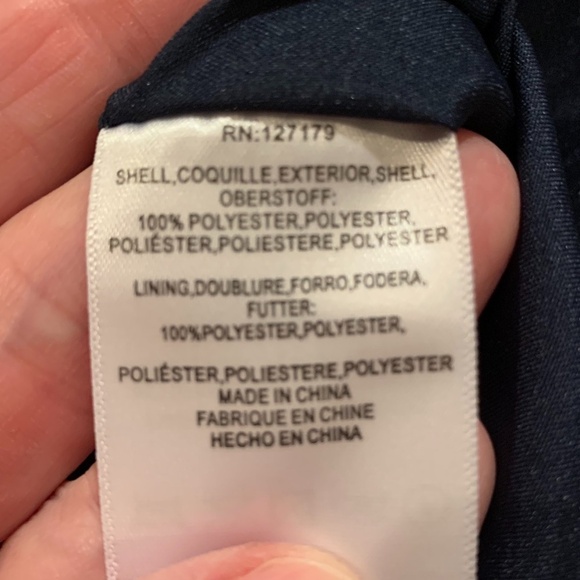 RN:127179
SHELL,COQUILLE,EXTERIOR,SHELL,
OBERSTOFF:
100% POLYESTER,POLYESTER,
POLIÉSTER,POLIESTERE,POLYESTER
LINING,DOUBLURE,FORRO,FODERA,
FUTTER:
100%POLYESTER,POLYESTER,
POLIÉSTER,POLIESTERE,POLYESTER
MADE IN CHINA
FABRIQUE EN CHINE
HECHO EN CHINA